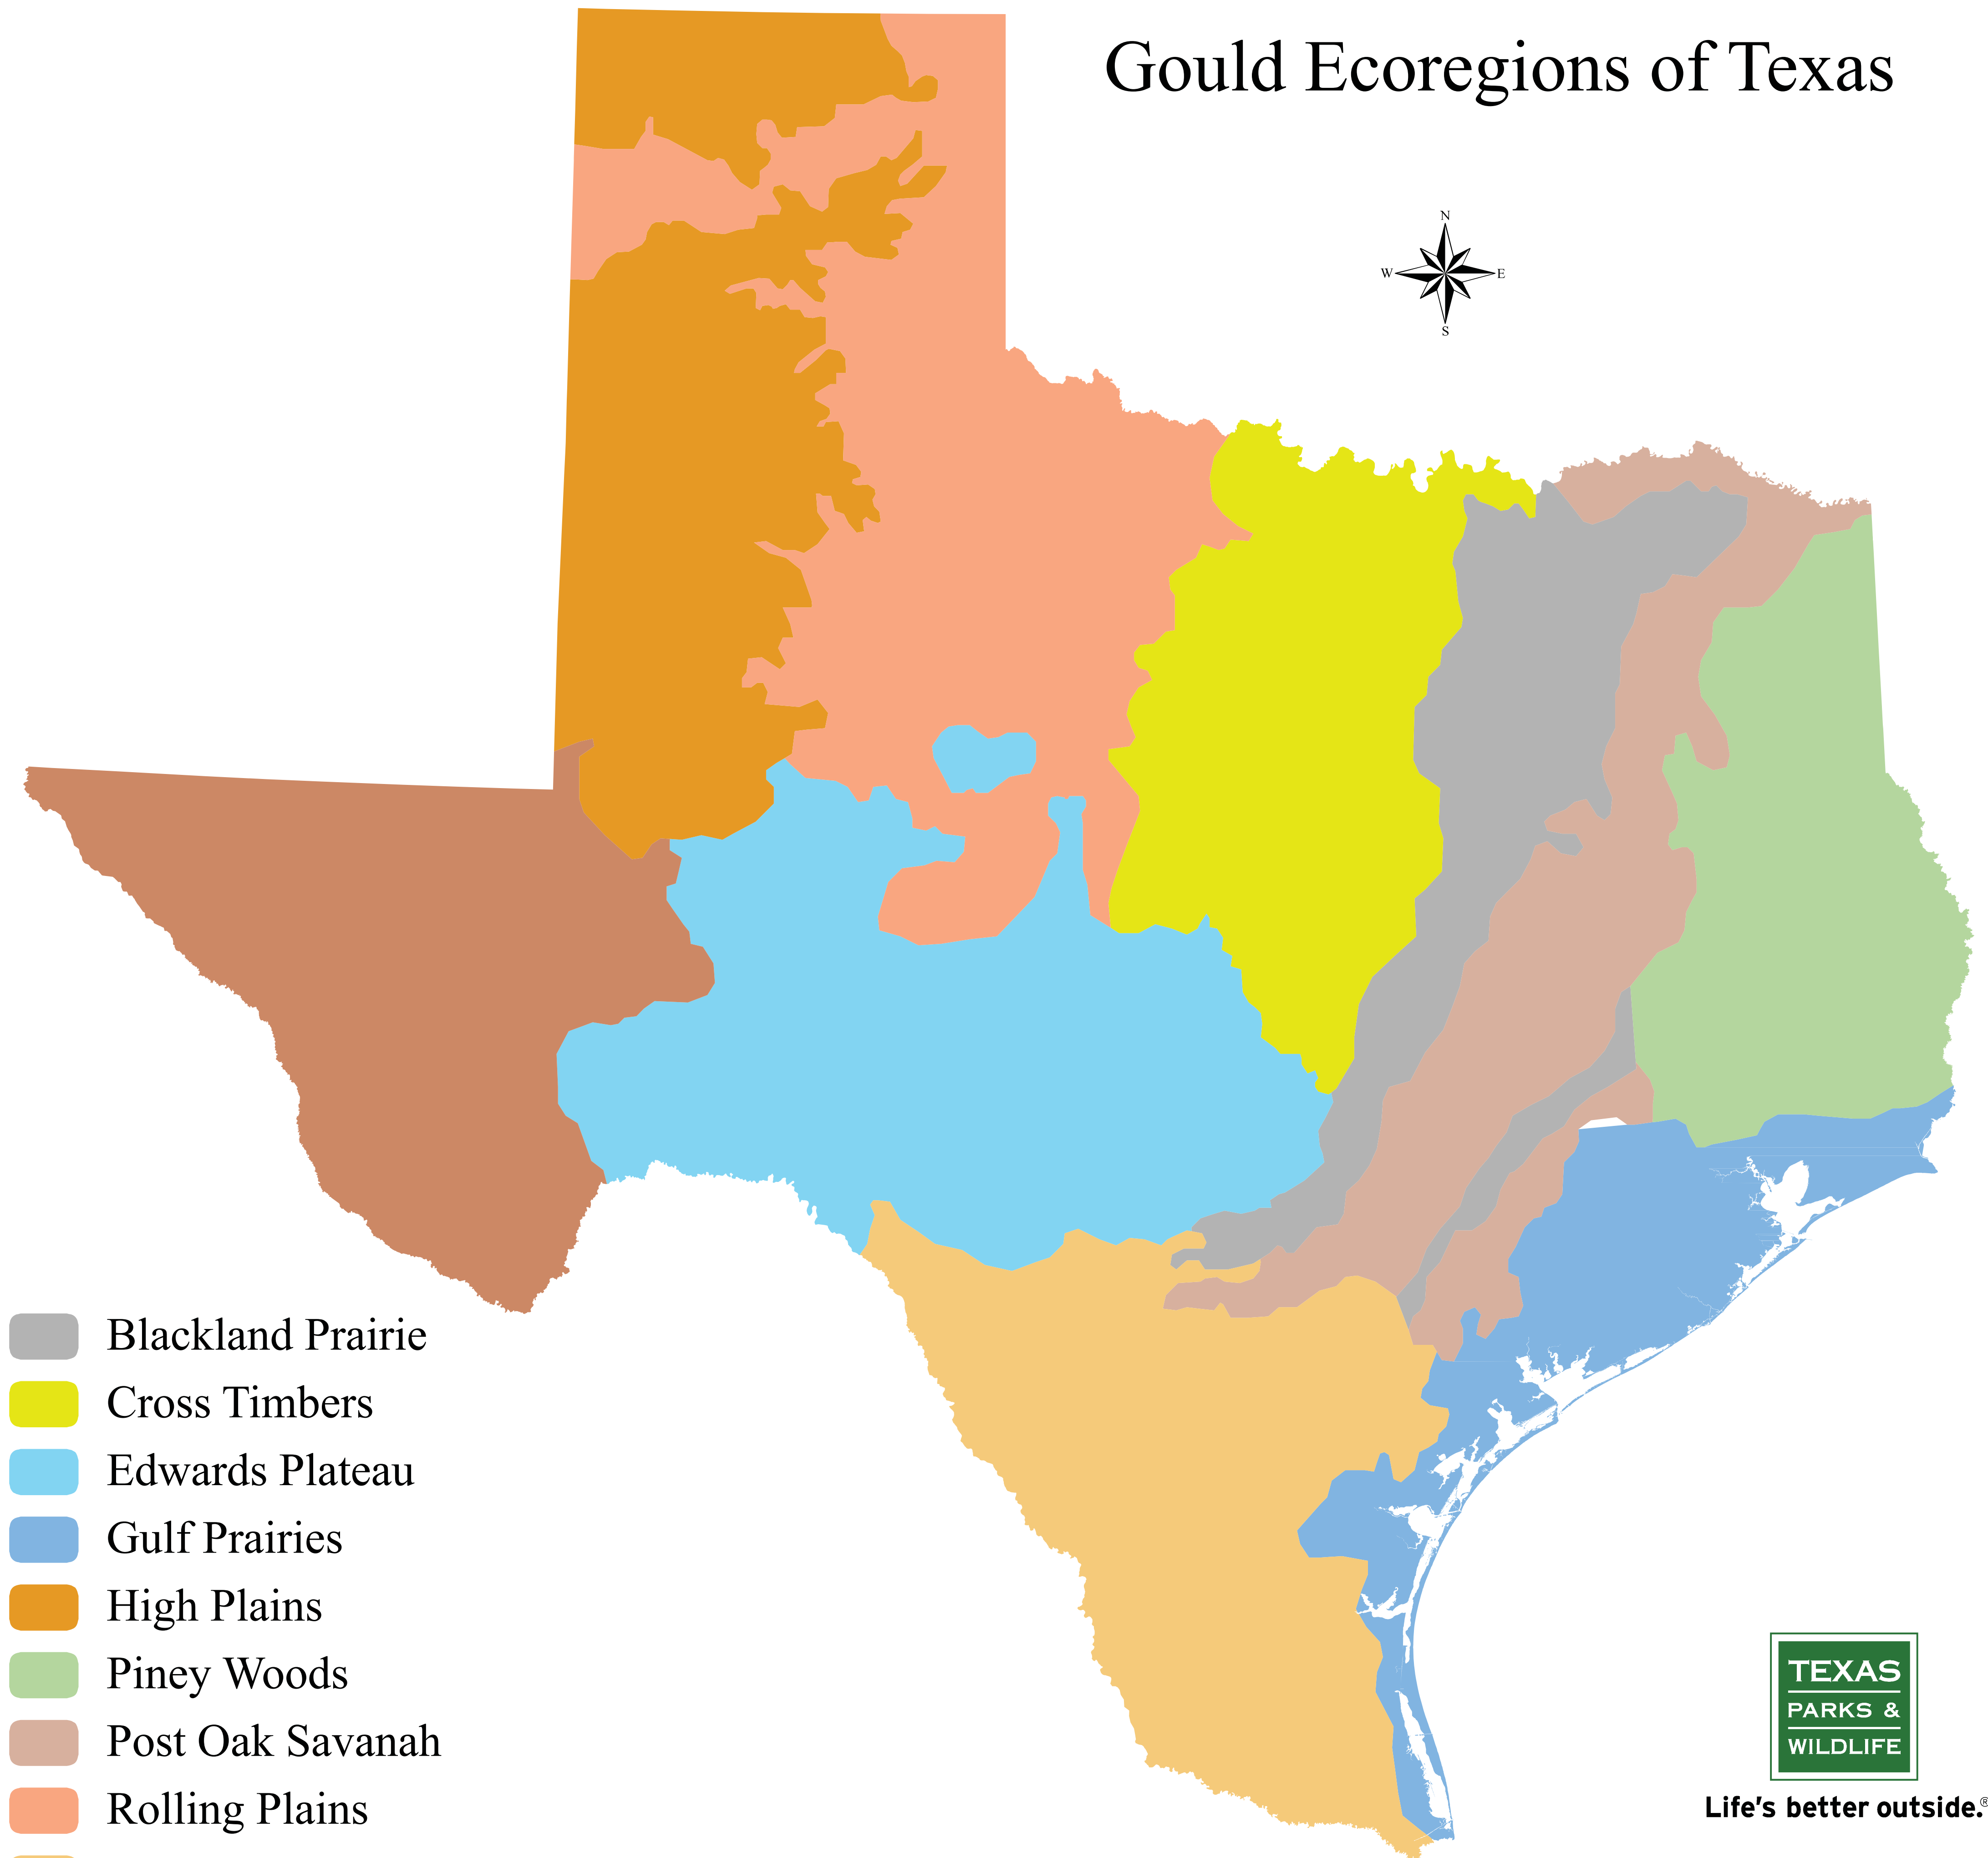 Gould Ecoregions of Texas
N
W E
S
Blackland Prairie
Cross Timbers
Edwards Plateau
Gulf Prairies
High Plains
Piney Woods
Post Oak Savanah
Rolling Plains
TEXAS
PARKS &
WILDLIFE
Life's better outside.®